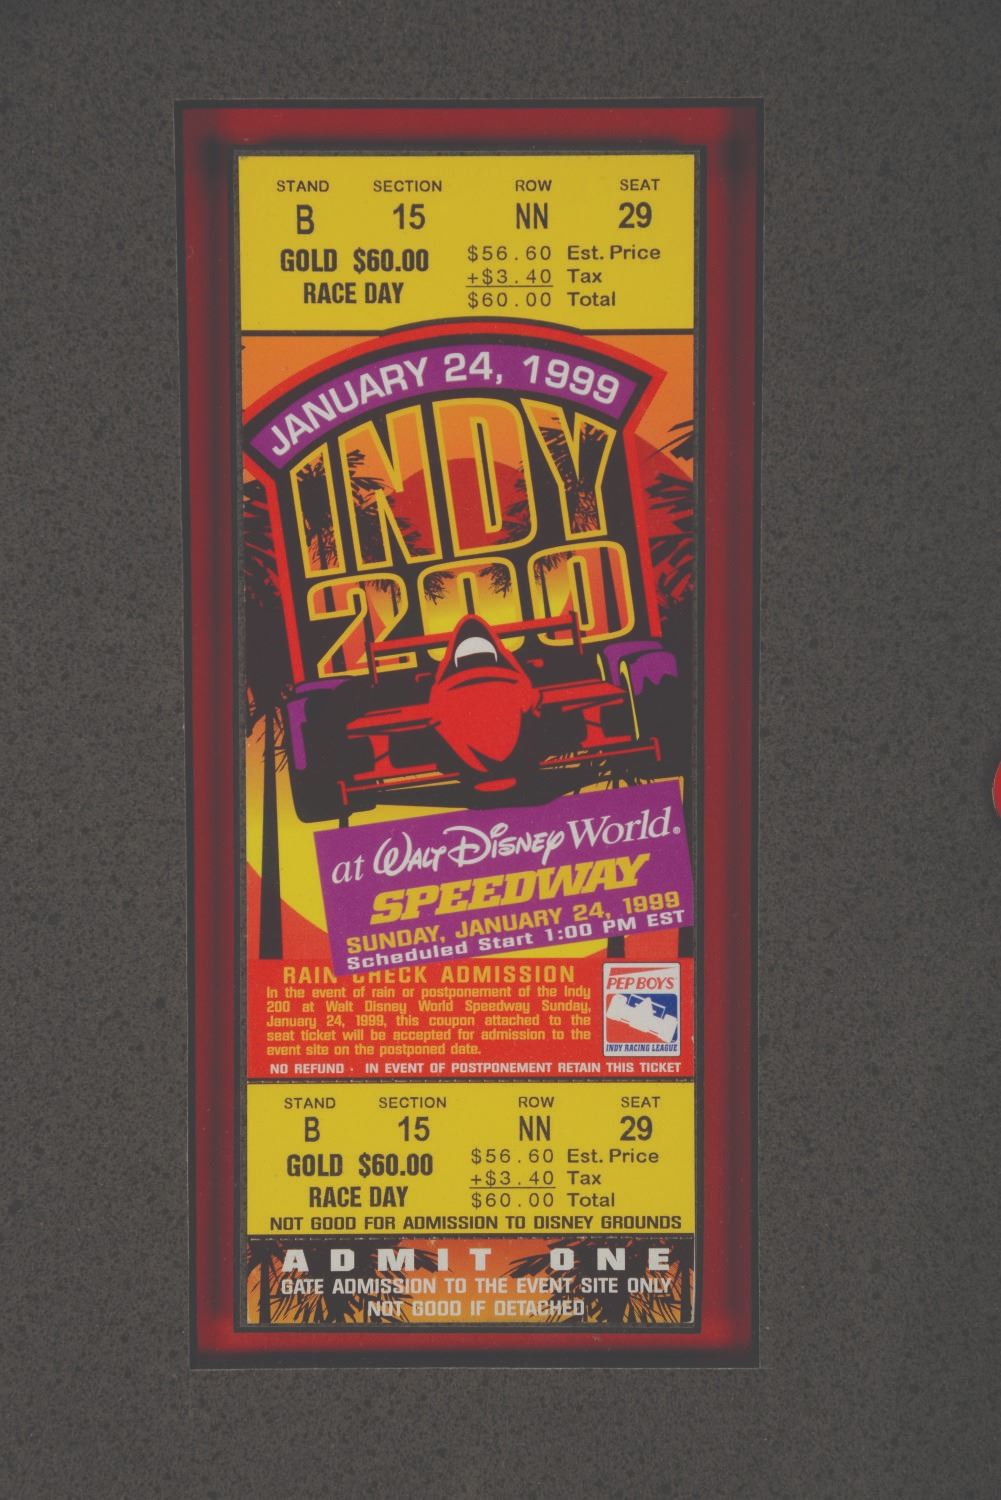 STAND SECTION ROW SEAT
B 15 NN 29
GOLD $60.00
RACE DAY
$56.60 Est. Price
+$3.40 Tax
$60.00 Total
JANUARY 24, 1999
INDY
200
at WALT DISNEY World.
SPEEDWAY
SUNDAY, JANUARY 24, 1999
Scheduled Start 1:00 PM EST
RAIN CHECK ADMISSION
In the event of rain or postponement of the Indy
200 at Walt Disney World Speedway Sunday,
January 24, 1999, this coupon attached to the
seat ticket will be accepted for admission to the
event site on the postponed date.
PEP BOYS
INDY RACING LEAGUE
NO REFUND · IN EVENT OF POSTPONEMENT RETAIN THIS TICKET
STAND SECTION ROW SEAT
B 15 NN 29
GOLD $60.00
RACE DAY
$56.60 Est. Price
+$3.40 Tax
$60.00 Total
NOT GOOD FOR ADMISSION TO DISNEY GROUNDS
ADMIT ONE
GATE ADMISSION TO THE EVENT SITE ONLY
NOT GOOD IF DETACHED